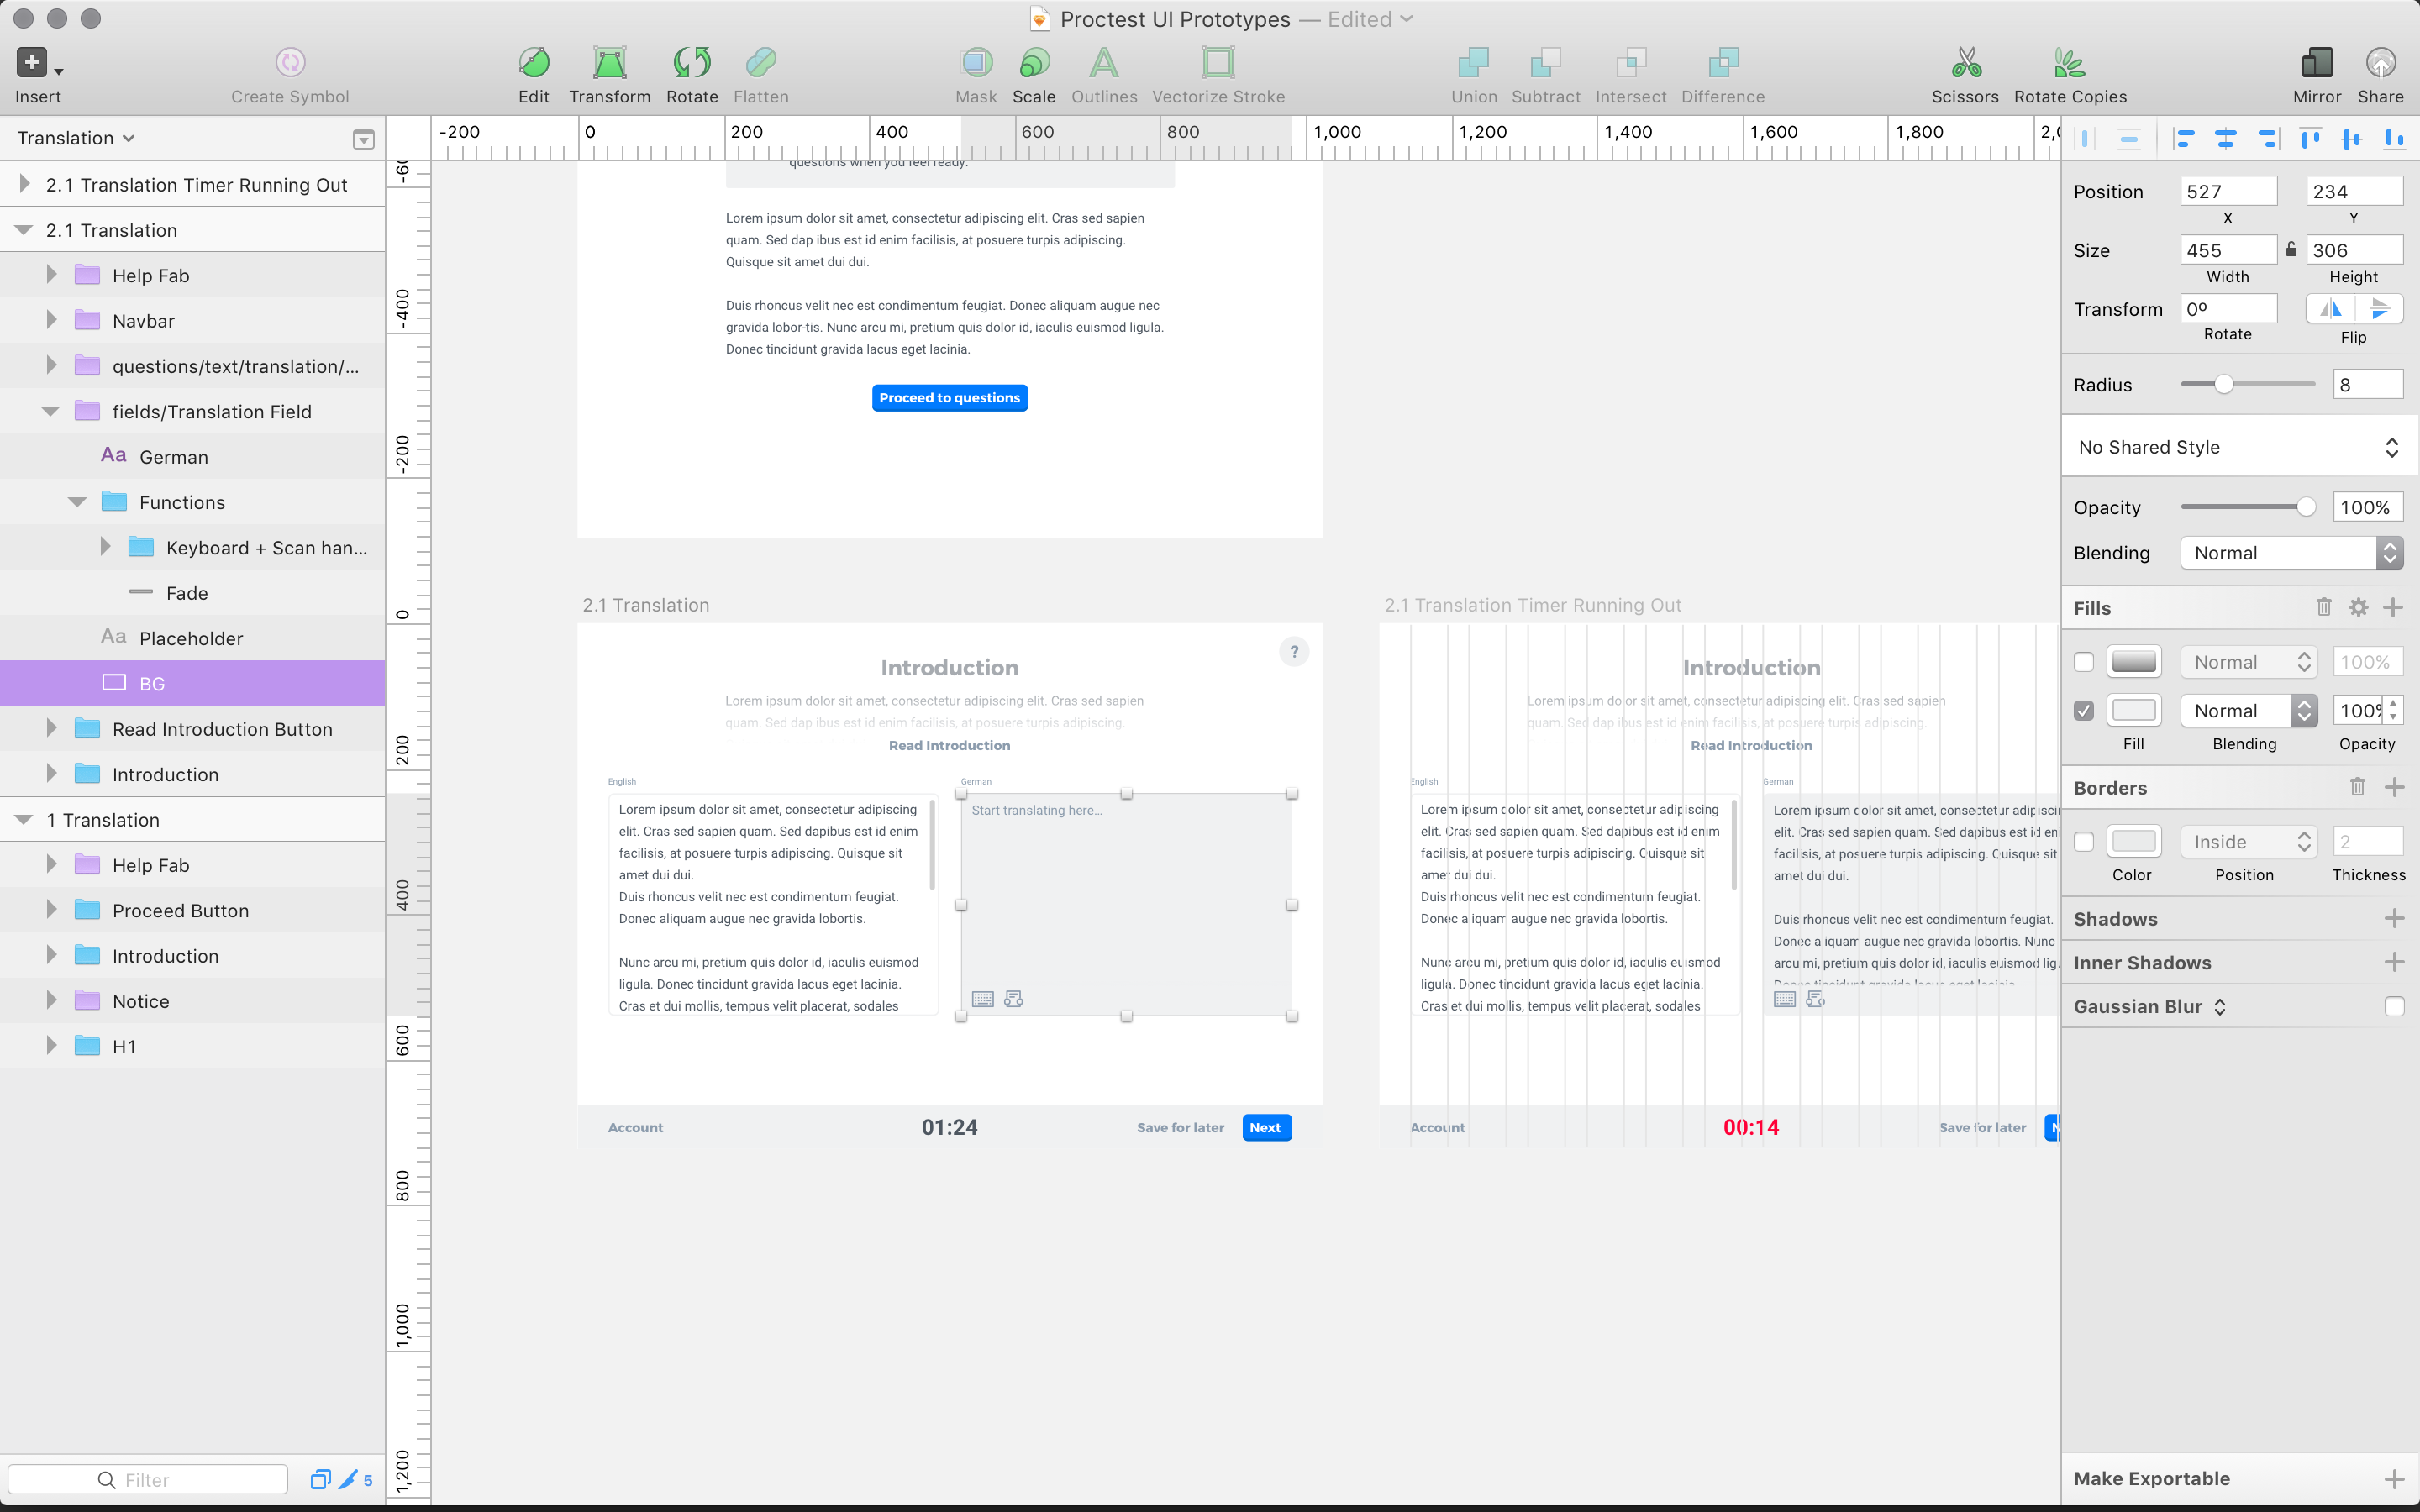 Proctest UI Prototypes — Edited
Insert
Create Symbol
Edit
Transform
Rotate
Flatten
Mask
Scale
Outlines
Vectorize Stroke
Union
Subtract
Intersect
Difference
Scissors
Rotate Copies
Mirror
Share
Translation
2.1 Translation Timer Running Out
2.1 Translation
Help Fab
Navbar
questions/text/translation/...
fields/Translation Field
Aa German
Functions
Keyboard + Scan han...
Fade
Aa Placeholder
BG
Read Introduction Button
Introduction
1 Translation
Help Fab
Proceed Button
Introduction
Notice
H1
Filter
5
-200 0 200 400 600 800 1,000 1,200 1,400 1,600 1,800
-400
-200
0
200
400
600
800
1,000
1,200
questions when you feel ready.
Lorem ipsum dolor sit amet, consectetur adipiscing elit. Cras sed sapien
quam. Sed dap ibus est id enim facilisis, at posuere turpis adipiscing.
Quisque sit amet dui dui.
Duis rhoncus velit nec est condimentum feugiat. Donec aliquam augue nec
gravida lobor-tis. Nunc arcu mi, pretium quis dolor id, iaculis euismod ligula.
Donec tincidunt gravida lacus eget lacinia.
Proceed to questions
2.1 Translation
?
Introduction
Lorem ipsum dolor sit amet, consectetur adipiscing elit. Cras sed sapien
quam. Sed dap ibus est id enim facilisis, at posuere turpis adipiscing.
Read Introduction
English
Lorem ipsum dolor sit amet, consectetur adipiscing
elit. Cras sed sapien quam. Sed dapibus est id enim
facilisis, at posuere turpis adipiscing. Quisque sit
amet dui dui.
Duis rhoncus velit nec est condimentum feugiat.
Donec aliquam augue nec gravida lobortis.
Nunc arcu mi, pretium quis dolor id, iaculis euismod
ligula. Donec tincidunt gravida lacus eget lacinia.
Cras et dui mollis, tempus velit placerat, sodales
German
Start translating here...
Account
01:24
Save for later
Next
2.1 Translation Timer Running Out
Introduction
Lorem ipsum dolor sit amet, consectetur adipiscing elit. Cras sed sapien
quam. Sed dap ibus est id enim facilisis, at posuere turpis adipiscing.
Read Introduction
English
Lorem ipsum dolor sit amet, consectetur adipiscing
elit. Cras sed sapien quam. Sed dapibus est id enim
facilisis, at posuere turpis adipiscing. Quisque sit
amet dui dui.
Duis rhoncus velit nec est condimentum feugiat.
Donec aliquam augue nec gravida lobortis.
Nunc arcu mi, pretium quis dolor id, iaculis euismod
ligula. Donec tincidunt gravida lacus eget lacinia.
Cras et dui mollis, tempus velit placerat, sodales
German
Lorem ipsum dolor sit amet, consectetur
elit. Cras sed sapien quam. Sed dapibus est id
facilisis, at posuere turpis adipiscing. Quisque sit
amet dui dui.
Duis rhoncus velit nec est condimentum feugiat.
Donec aliquam augue nec gravida lobortis. Nunc
arcu mi, pretium quis dolor id, iaculis euismod
Donec tincidunt gravida lacus eget lacinia.
Account
00:14
Save for later
Position 527 234
X Y
Size 455 306
Width Height
Transform 0º
Rotate Flip
Radius 8
No Shared Style
Opacity 100%
Blending Normal
Fills
Normal 100%
Normal 100%
Fill Blending Opacity
Borders
Inside 2
Color Position Thickness
Shadows
Inner Shadows
Gaussian Blur
Make Exportable